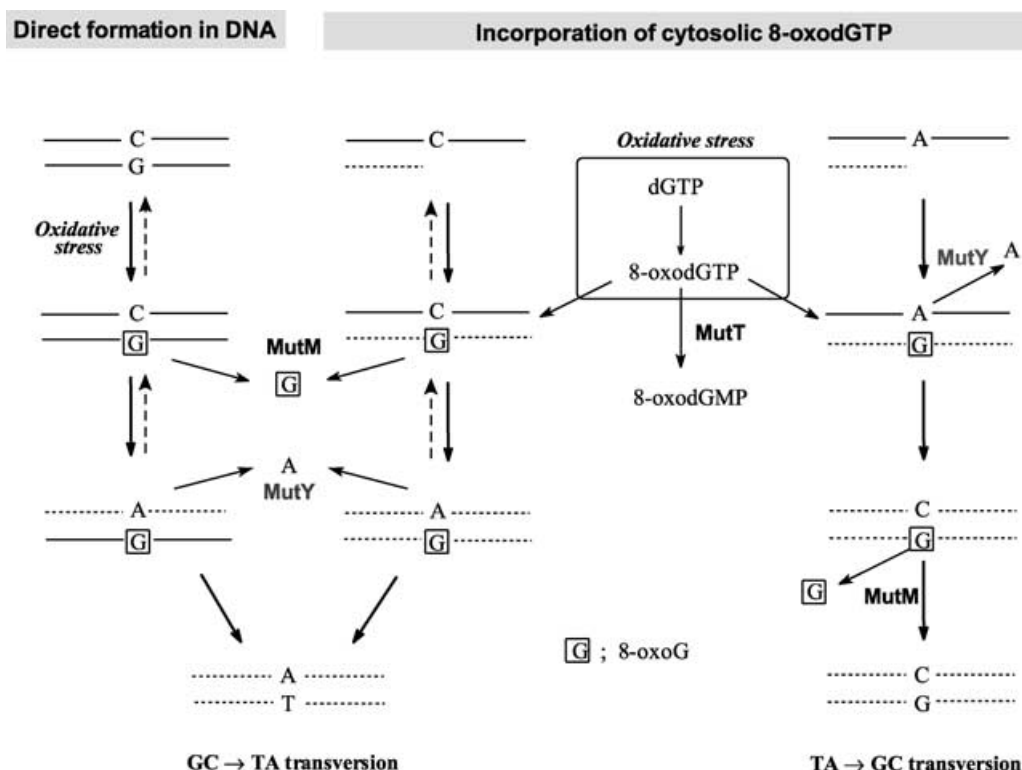 Direct formation in DNA
Incorporation of cytosolic 8-oxodGTP
C
G
Oxidative
stress
C
G
A
G
C
C
G
MutM
G
A
MutY
A
G
A
T
GC → TA transversion
Oxidative stress
dGTP
8-oxodGTP
MutT
8-oxodGMP
G ; 8-oxoG
A
MutY
A
A
G
C
G
G
MutM
C
G
TA → GC transversion